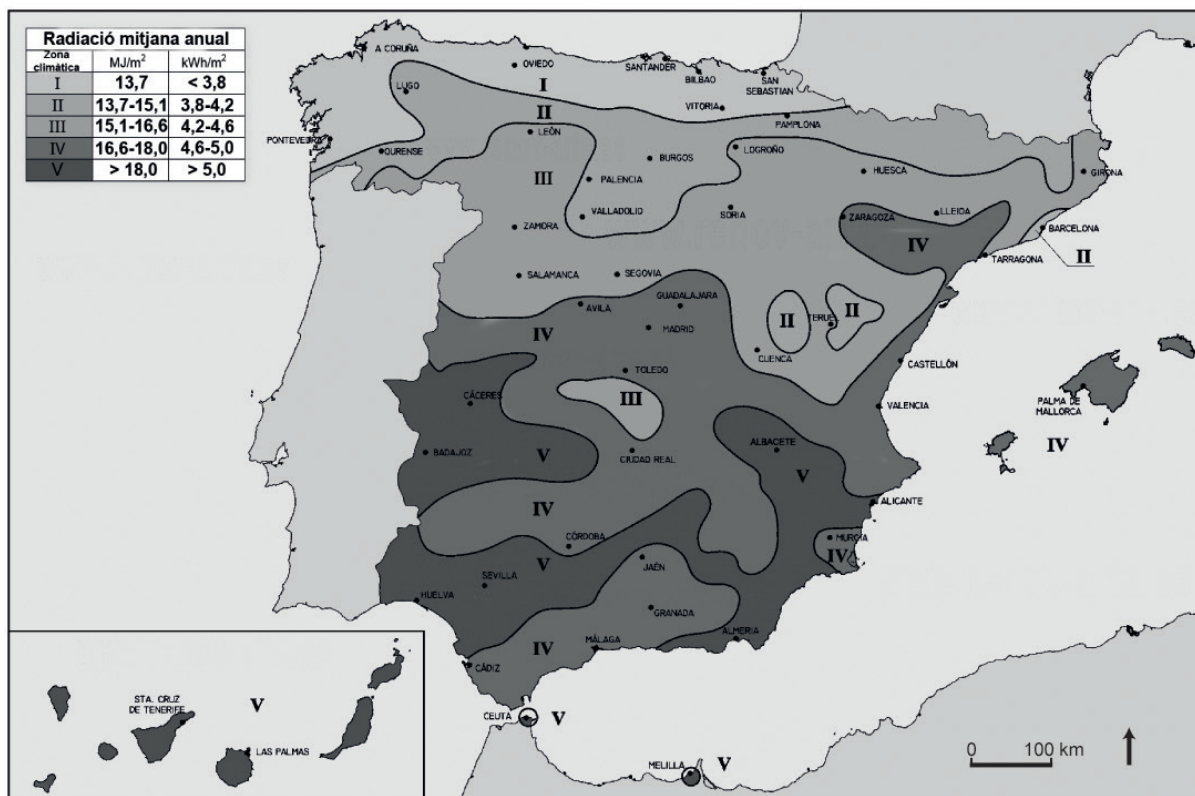 Radiació mitjana anual
Zona climàtica MJ/m² kWh/m²
I 13,7 < 3,8
II 13,7-15,1 3,8-4,2
III 15,1-16,6 4,2-4,6
IV 16,6-18,0 4,6-5,0
V > 18,0 > 5,0
A CORUÑA
OVIEDO
SANTANDER
BILBAO
SAN
SEBASTIAN
I
LUGO
II
VITORIA
PAMPLONA
PONTEVEDRA
OURENSE
LEÓN
BURGOS
LOGROÑO
HUESCA
GIRONA
III
PALENCIA
VALLADOLID
SORIA
ZARAGOZA
LLEIDA
BARCELONA
ZAMORA
IV
TARRAGONA
II
SALAMANCA
SEGOVIA
AVILA
GUADALAJARA
IV
MADRID
II
TERUEL
II
CUENCA
TOLEDO
CASTELLÓN
CÁCERES
III
VALENCIA
PALMA DE
MALLORCA
IV
BADAJOZ
V
CIUDAD REAL
ALBACETE
V
ALICANTE
IV
CÓRDOBA
MURCIA
IV
V
JAÉN
SEVILLA
HUELVA
GRANADA
IV
MÁLAGA
ALMERIA
CÁDIZ
CEUTA
V
MELILLA
V
STA. CRUZ
DE TENERIFE
V
LAS PALMAS
0 100 km